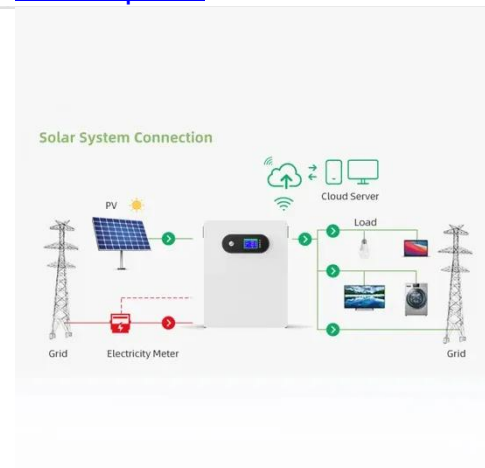 Solar System Connection
Cloud Server
PV
Load
Grid
Electricity Meter
Grid